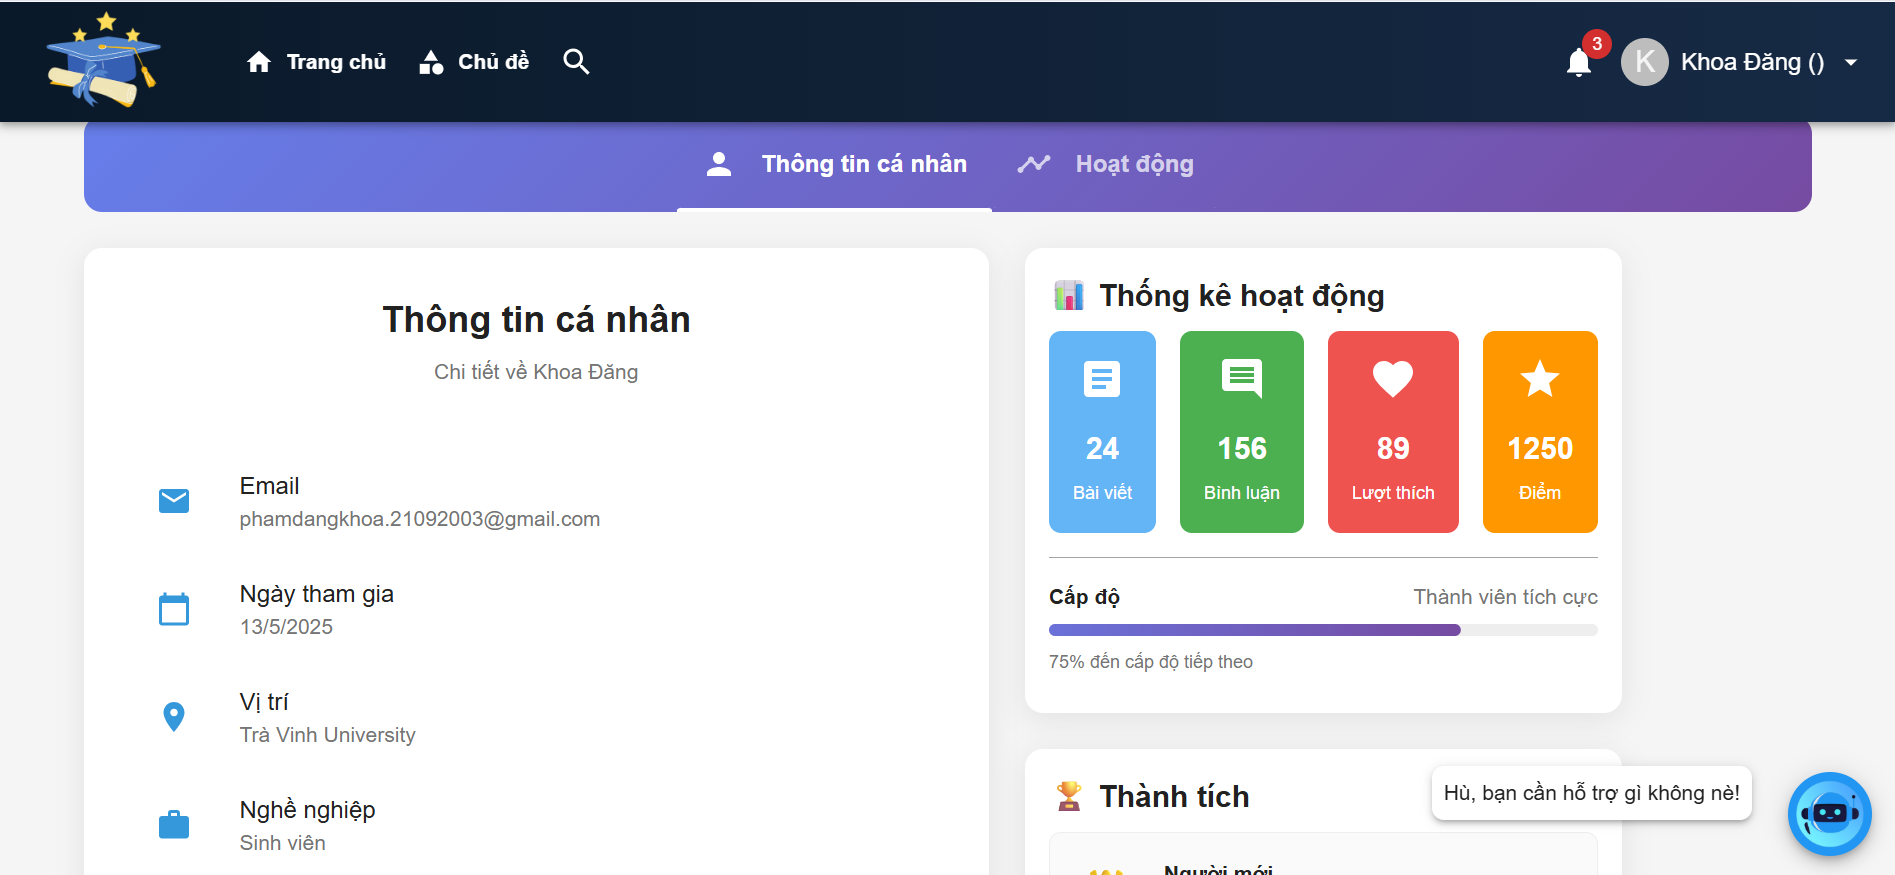 Trang chủ
Chủ đề
3
K
Khoa Đăng ()
Thông tin cá nhân
Hoạt động
Thông tin cá nhân
Chi tiết về Khoa Đăng
Email
phamdangkhoa.21092003@gmail.com
Ngày tham gia
13/5/2025
Vị trí
Trà Vinh University
Nghề nghiệp
Sinh viên
Thống kê hoạt động
24
Bài viết
156
Bình luận
89
Lượt thích
1250
Điểm
Cấp độ
Thành viên tích cực
75% đến cấp độ tiếp theo
Thành tích
Hù, bạn cần hỗ trợ gì không nè!
Người mới